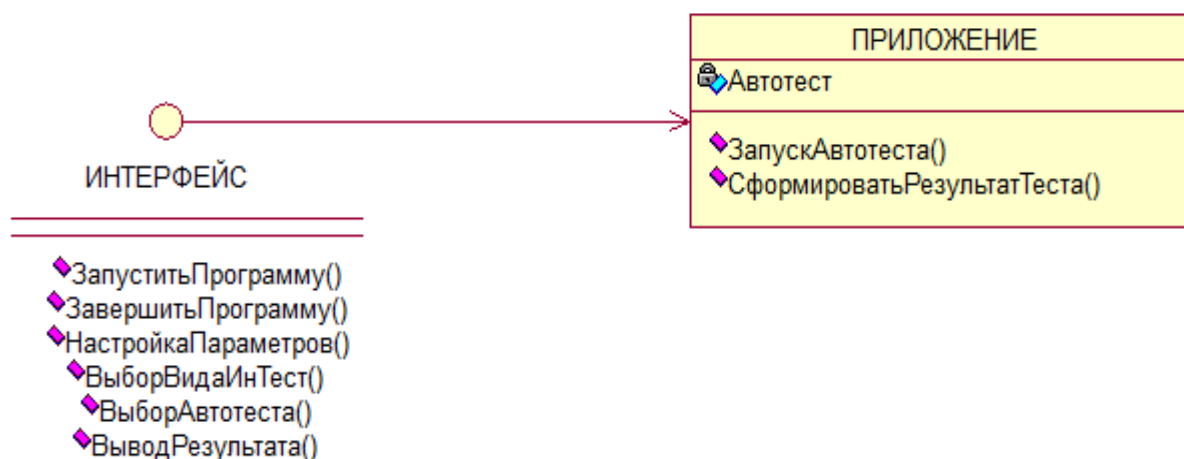 ПРИЛОЖЕНИЕ
Автотест
ЗапускАвтотеста()
СформироватьРезультатТеста()
ИНТЕРФЕЙС
ЗапуститьПрограмму()
ЗавершитьПрограмму()
НастройкаПараметров()
ВыборВидаИнТест()
ВыборАвтотеста()
ВыводРезультата()